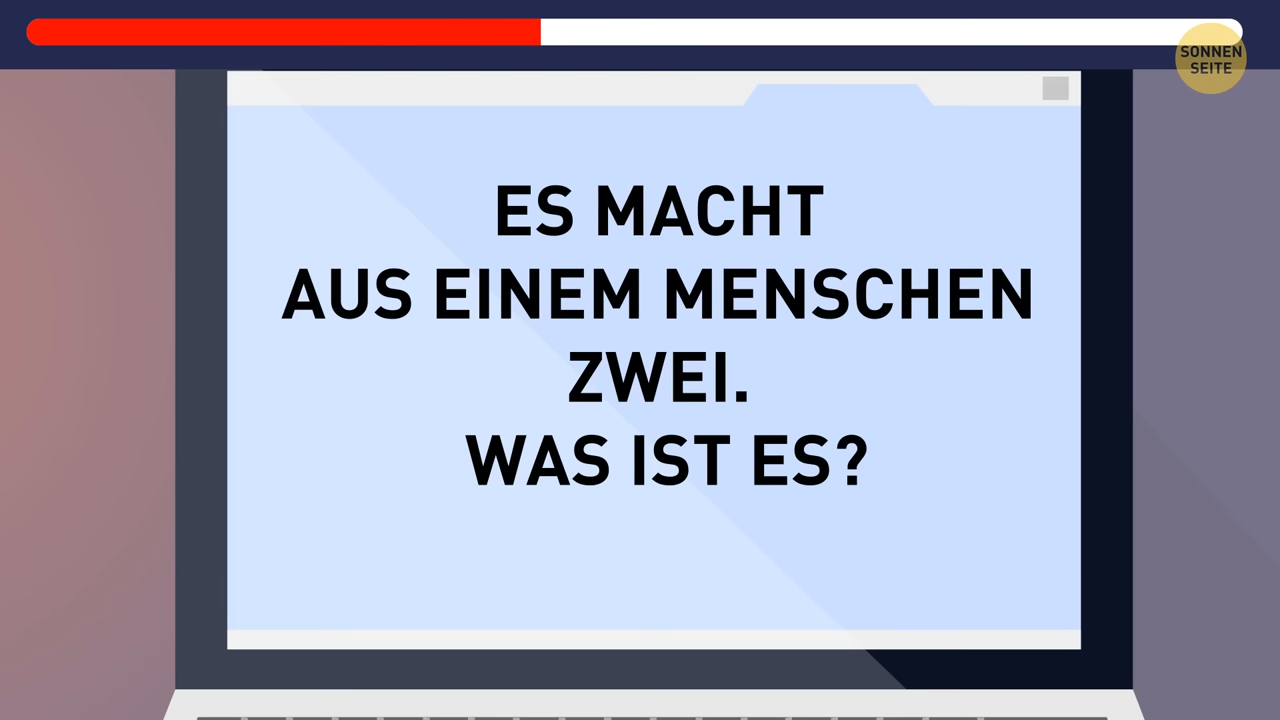 SONNEN
SEITE
ES MACHT
AUS EINEM MENSCHEN
ZWEI.
WAS IST ES?